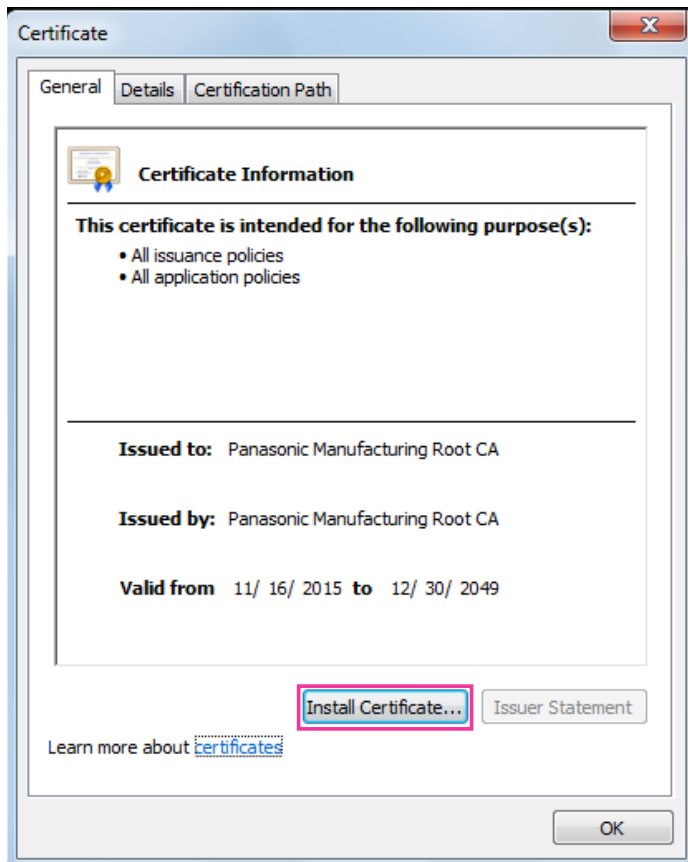 Certificate
General Details Certification Path
Certificate Information
This certificate is intended for the following purpose(s):
• All issuance policies
• All application policies
Issued to: Panasonic Manufacturing Root CA
Issued by: Panasonic Manufacturing Root CA
Valid from 11/ 16/ 2015 to 12/ 30/ 2049
Install Certificate... Issuer Statement
Learn more about certificates
OK